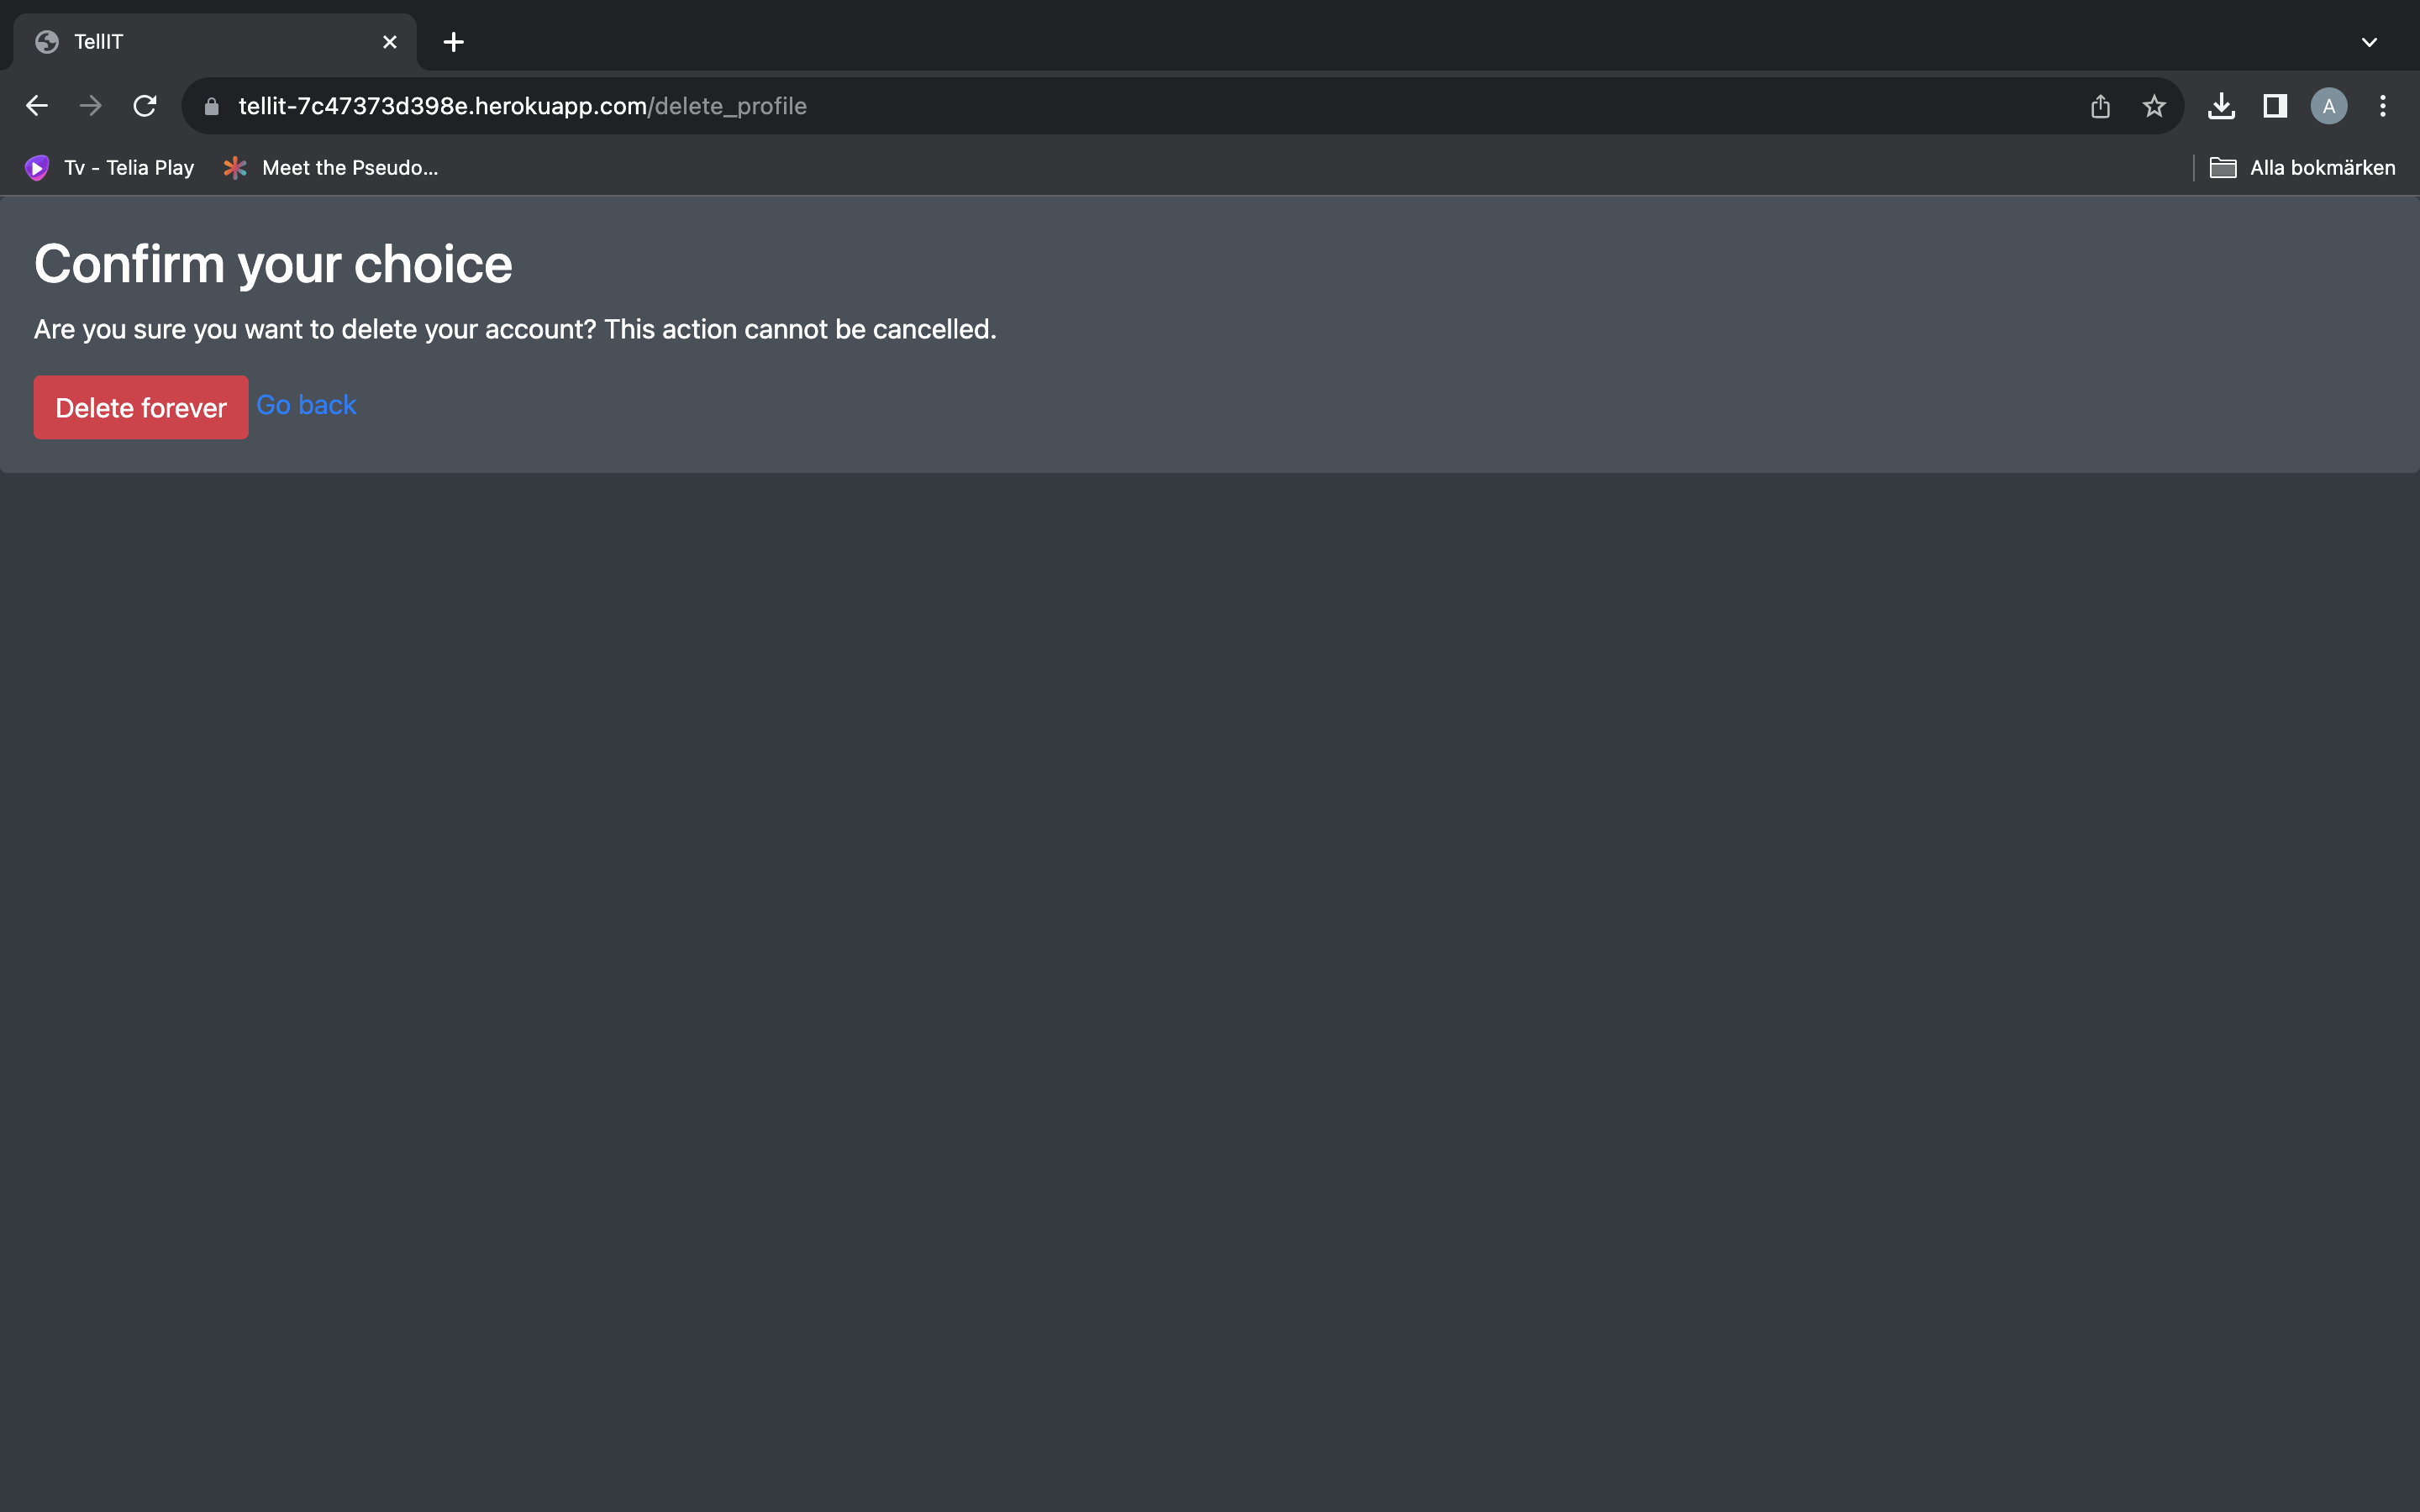 TellIT
tellit-7c47373d398e.herokuapp.com/delete_profile
A
Tv - Telia Play
Meet the Pseudo...
Alla bokmärken
Confirm your choice
Are you sure you want to delete your account? This action cannot be cancelled.
Delete forever
Go back